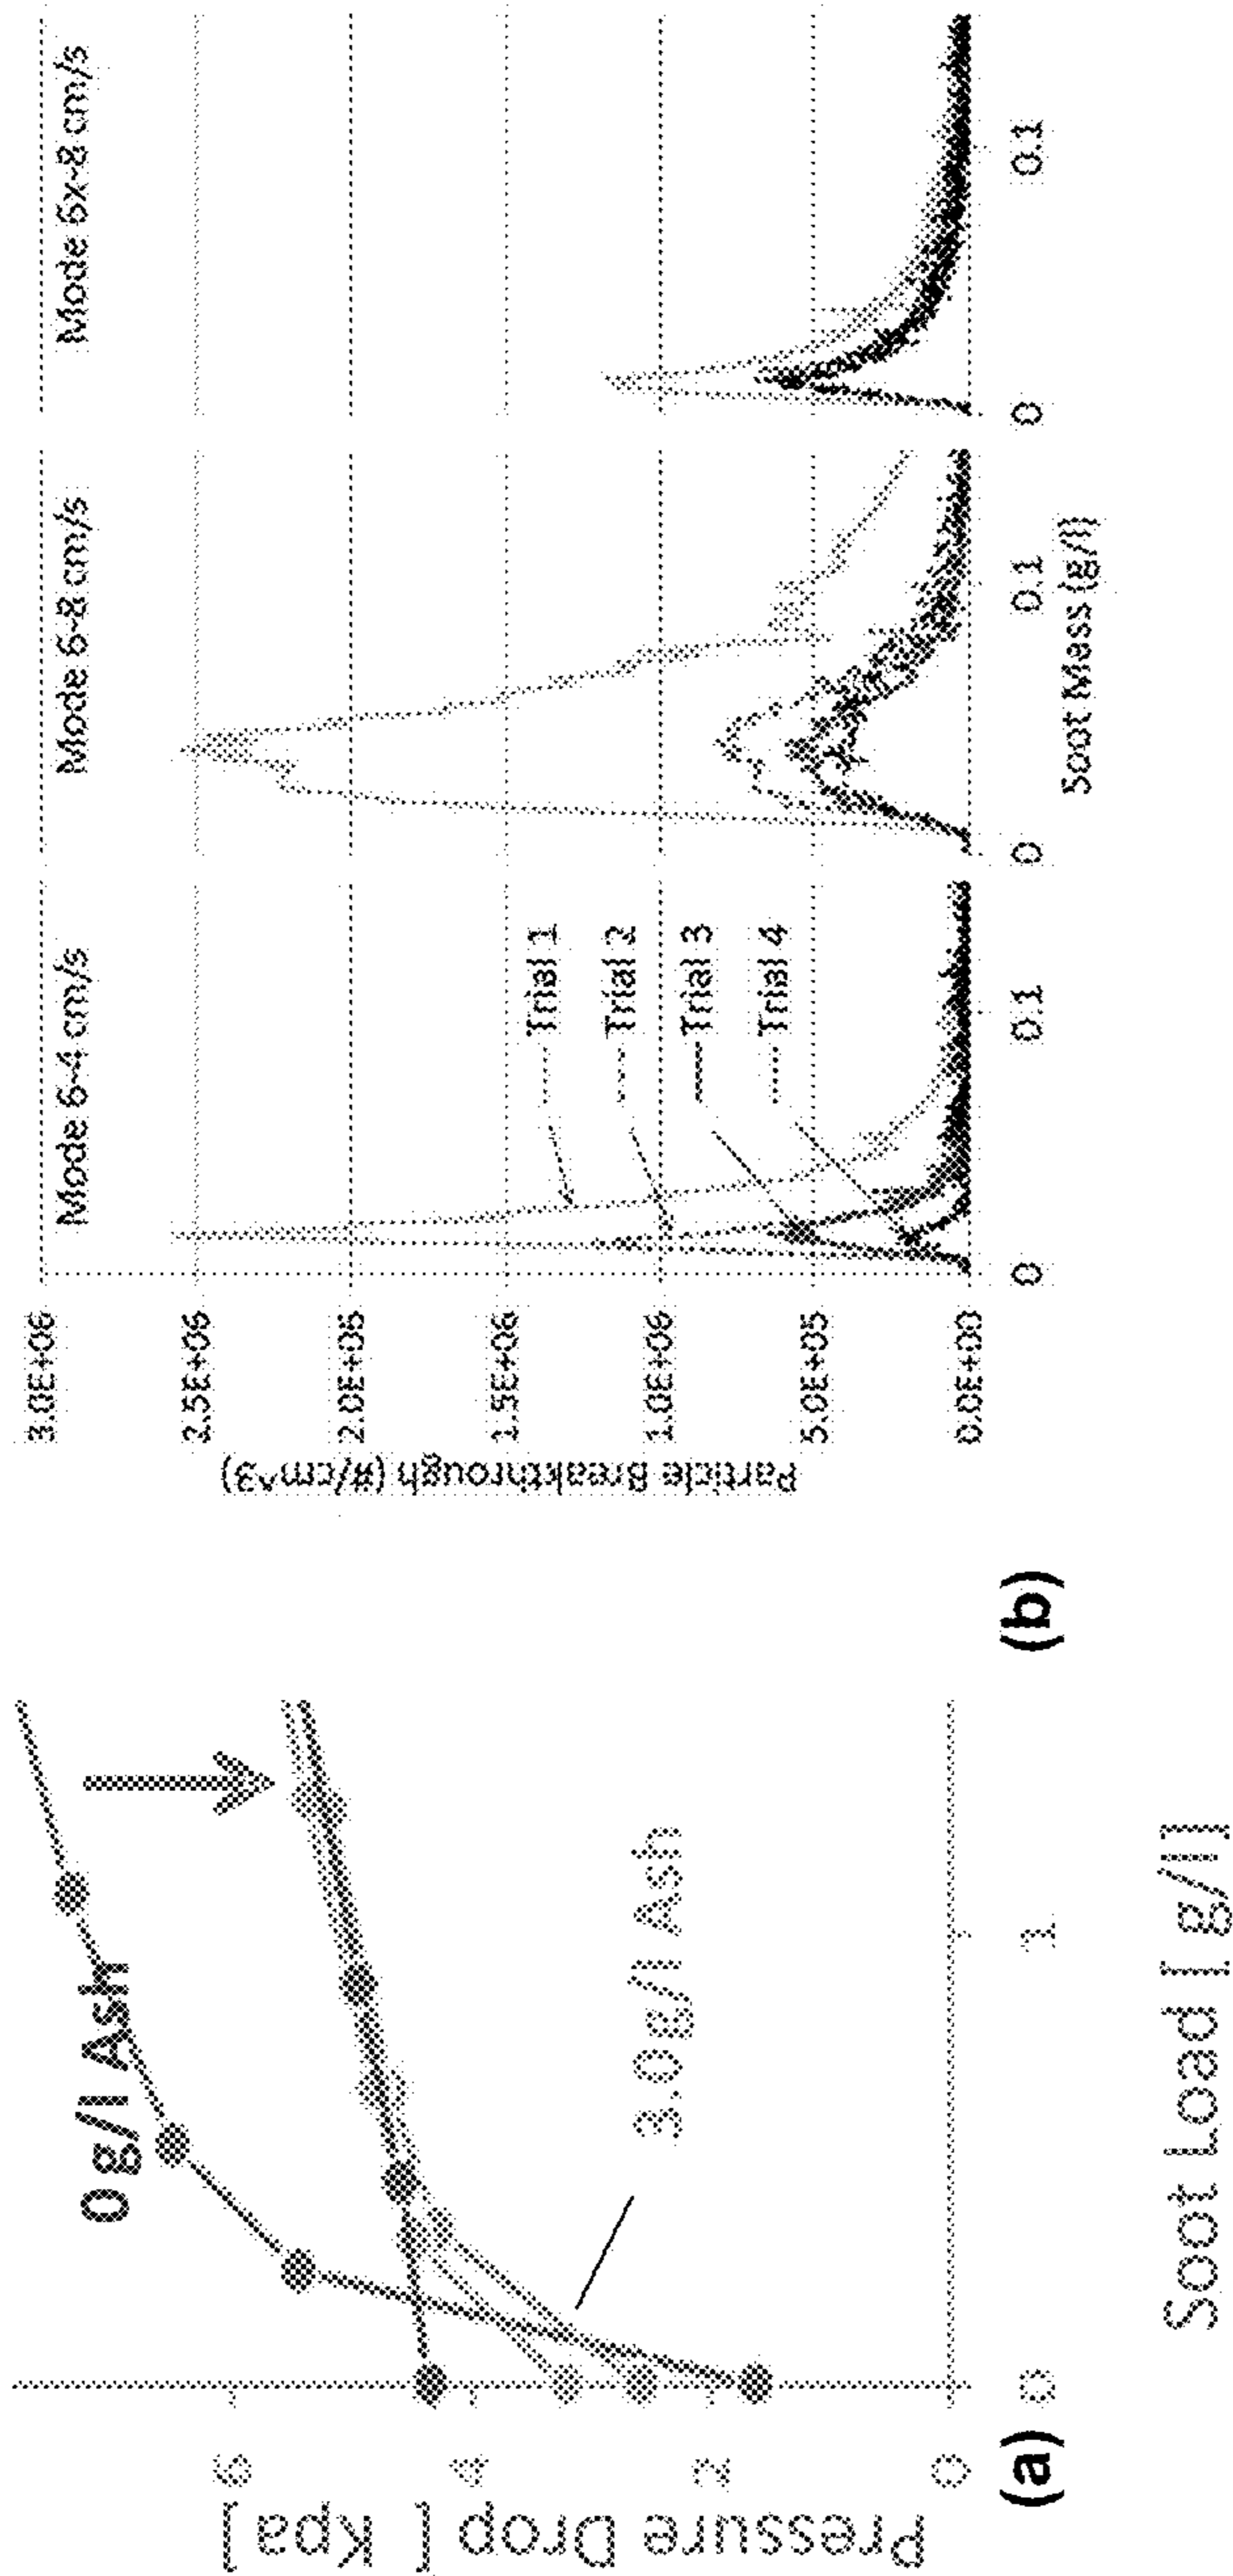 Pressure Drop [ Kpa]
6
4
2
0
0 g/l Ash
3.0g/l Ash
0
1
Soot Load [ g/l]
(a)
(b)
Particle Breakthrough (#/cm^3)
3.0E+06
2.5E+06
2.0E+06
1.5E+06
1.0E+06
5.0E+05
0.0E+00
Mode 6-4 cm/s
Mode 6-8 cm/s
Mode 6x-8 cm/s
Trial 1
Trial 2
Trial 3
Trial 4
0
0.1
0
0.1
0
0.1
Soot Mass (g/l)